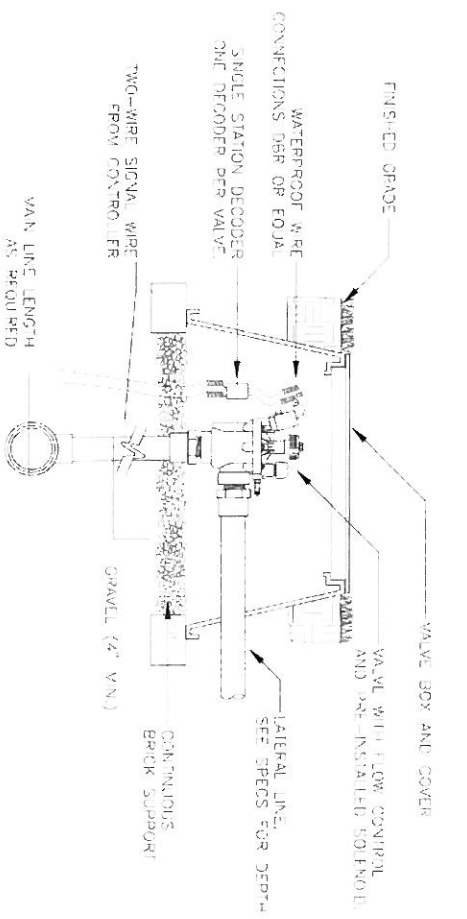 FINISHED GRADE
WATERPROOF WIRE
CONNECTIONS DBR OR EQUAL
SINGLE STATION DECODER
ONE DECODER PER VALVE
TWO-WIRE SIGNAL WIRE
FROM CONTROLLER
LINE LENGTH
AS REQUIRED
VALVE BOX AND COVER
VALVE WITH FLOW CONTROL
AND PRE-INSTALLED SOLENOID.
LATERAL LINE,
SEE SPECS FOR DEPTH
CONTINUOUS
BRICK SUPPORT
GRAVEL (4" MIN.)